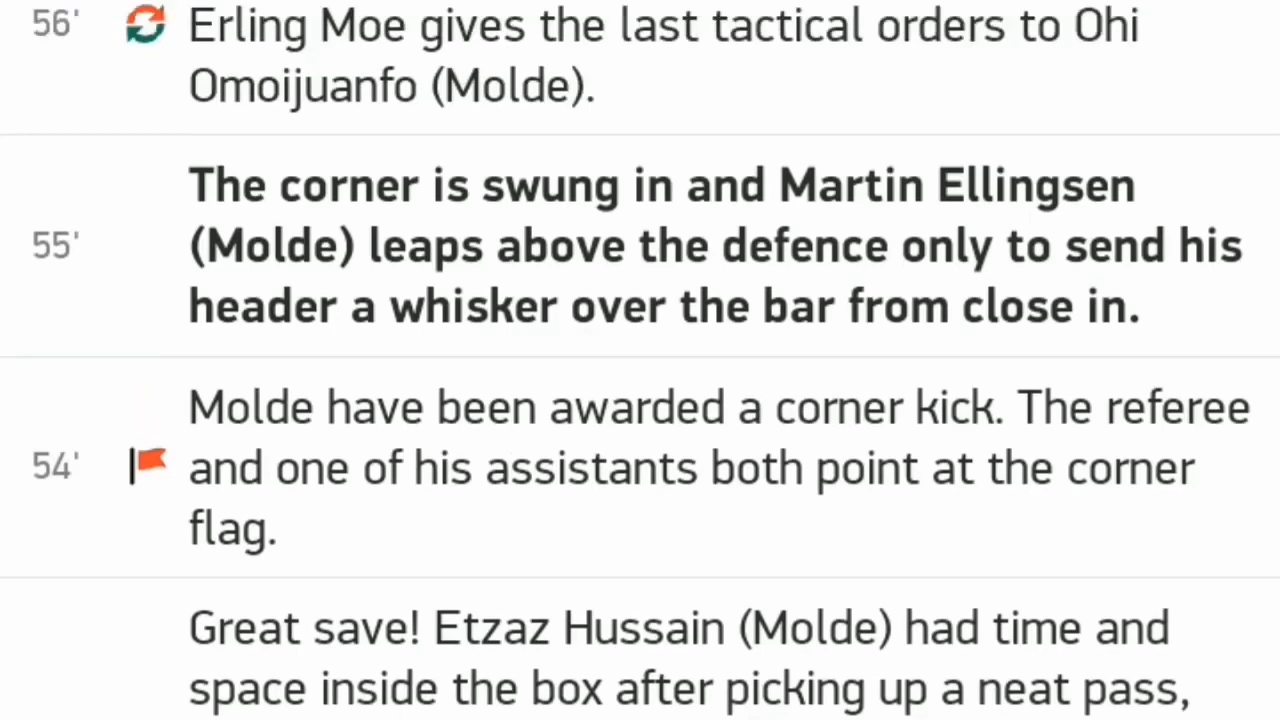 56'
Erling Moe gives the last tactical orders to Ohi
Omoijuanfo (Molde).
The corner is swung in and Martin Ellingsen
55'
(Molde) leaps above the defence only to send his
header a whisker over the bar from close in.
Molde have been awarded a corner kick. The referee
54'
and one of his assistants both point at the corner
flag.
Great save! Etzaz Hussain (Molde) had time and
space inside the box after picking up a neat pass,